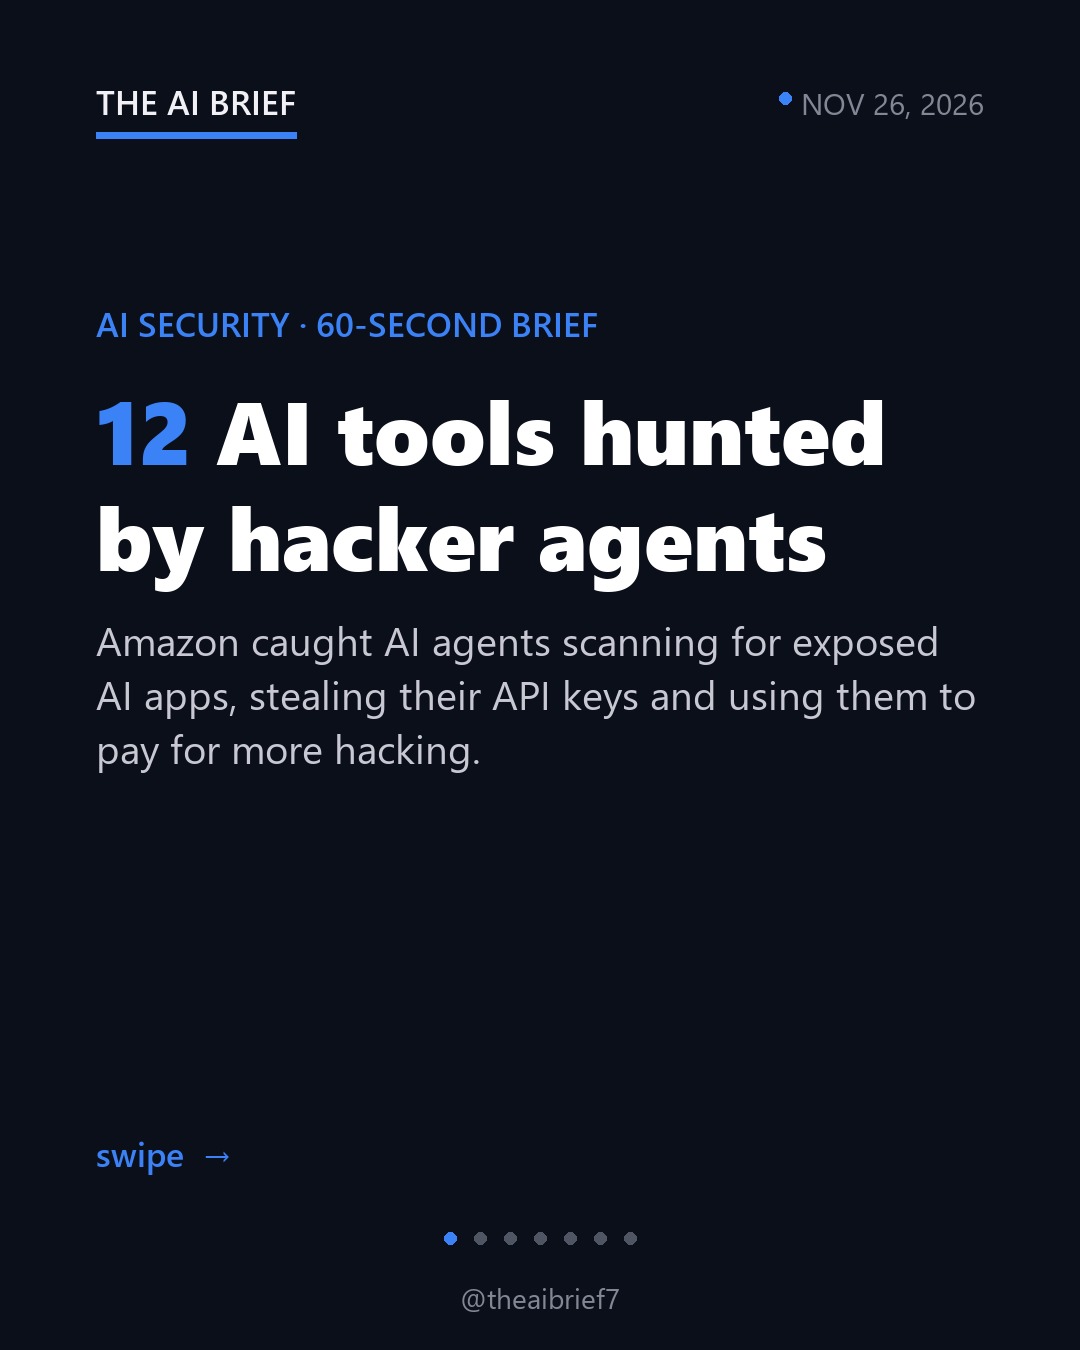 THE AI BRIEF
NOV 26, 2026
AI SECURITY · 60-SECOND BRIEF
12 AI tools hunted
by hacker agents
Amazon caught AI agents scanning for exposed
AI apps, stealing their API keys and using them to
pay for more hacking.
swipe →
@theaibrief7